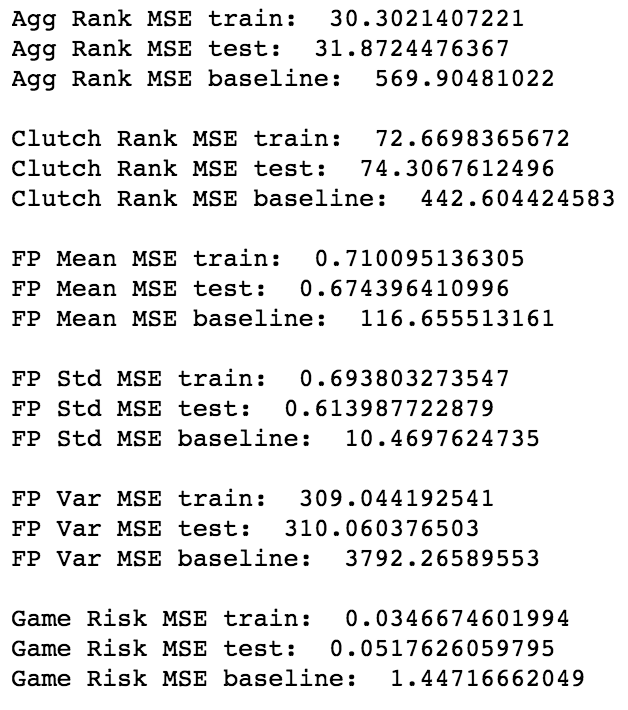 Agg Rank MSE train:  30.3021407221
Agg Rank MSE test:  31.8724476367
Agg Rank MSE baseline:  569.90481022
Clutch Rank MSE train:  72.6698365672
Clutch Rank MSE test:  74.3067612496
Clutch Rank MSE baseline:  442.604424583
FP Mean MSE train:  0.710095136305
FP Mean MSE test:  0.674396410996
FP Mean MSE baseline:  116.655513161
FP Std MSE train:  0.693803273547
FP Std MSE test:  0.613987722879
FP Std MSE baseline:  10.4697624735
FP Var MSE train:  309.044192541
FP Var MSE test:  310.060376503
FP Var MSE baseline:  3792.26589553
Game Risk MSE train:  0.0346674601994
Game Risk MSE test:  0.0517626059795
Game Risk MSE baseline:  1.44716662049